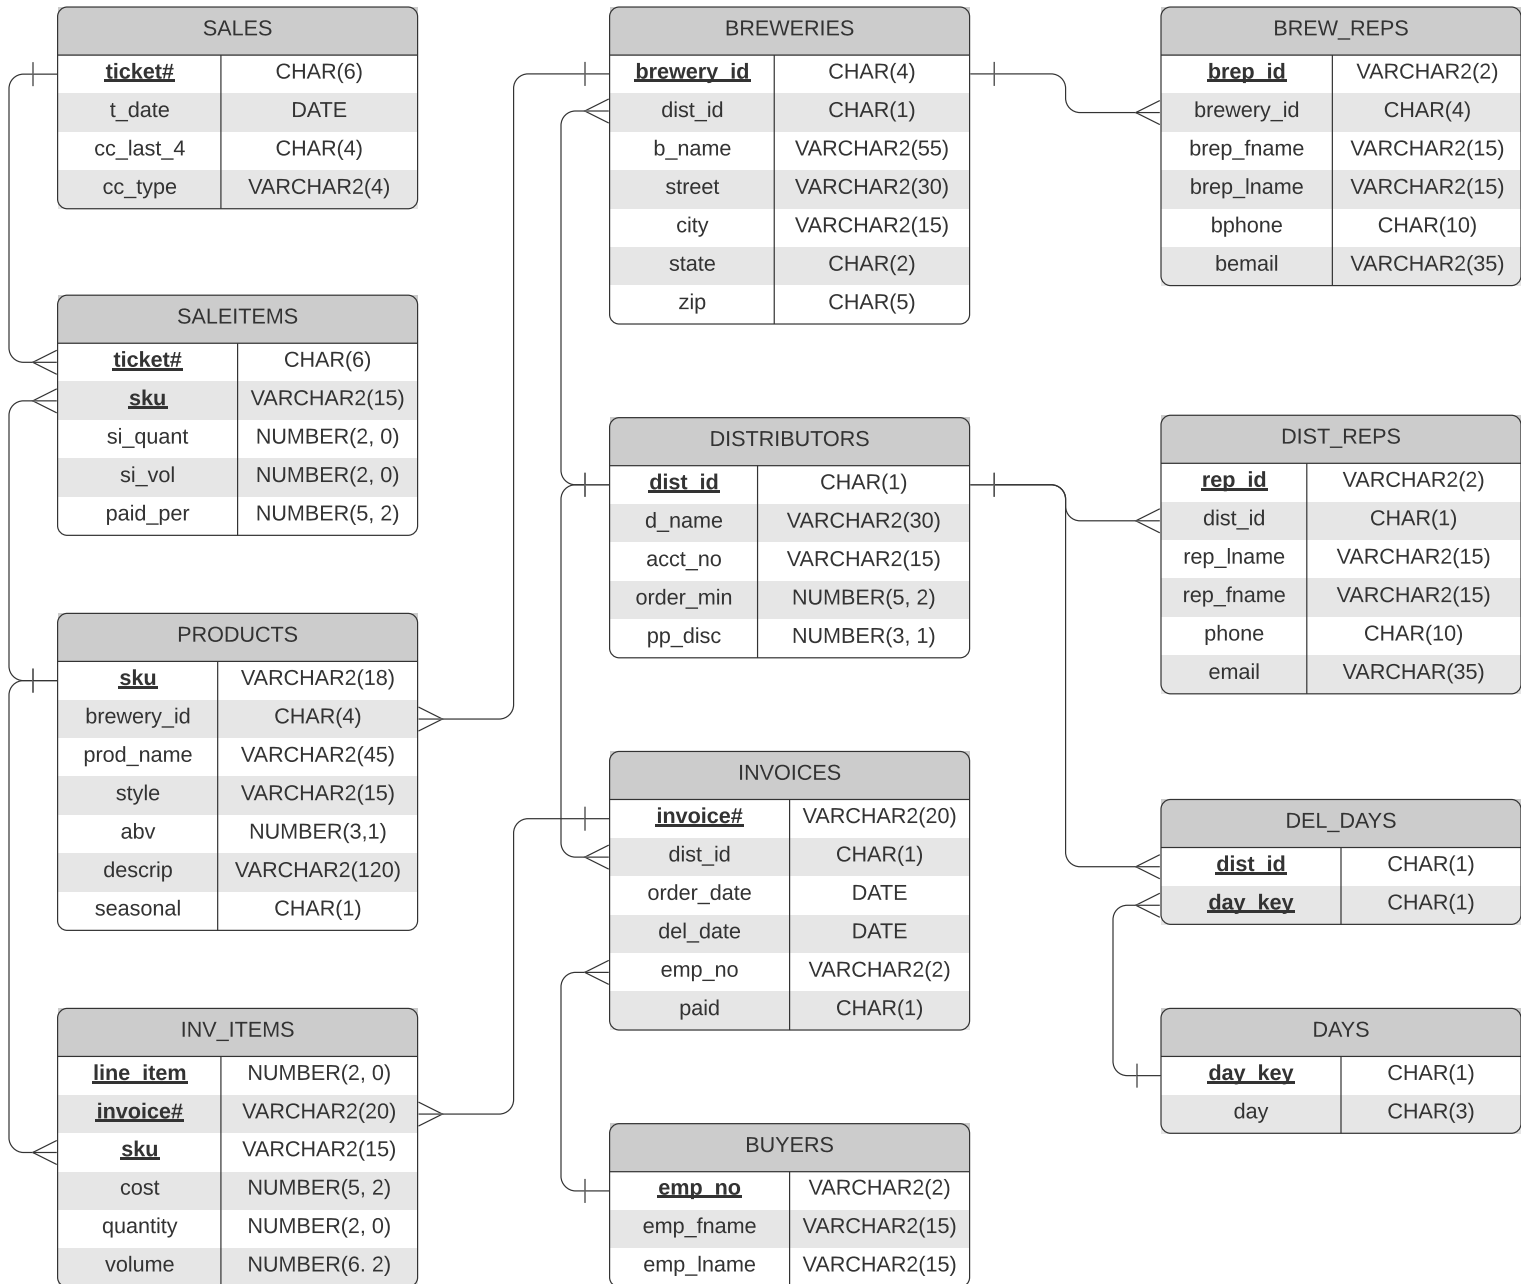 SALES
ticket# CHAR(6)
t_date DATE
cc_last_4 CHAR(4)
cc_type VARCHAR2(4)
SALEITEMS
ticket# CHAR(6)
sku VARCHAR2(15)
si_quant NUMBER(2, 0)
si_vol NUMBER(2, 0)
paid_per NUMBER(5, 2)
PRODUCTS
sku VARCHAR2(18)
brewery_id CHAR(4)
prod_name VARCHAR2(45)
style VARCHAR2(15)
abv NUMBER(3,1)
descrip VARCHAR2(120)
seasonal CHAR(1)
INV_ITEMS
line_item NUMBER(2, 0)
invoice# VARCHAR2(20)
sku VARCHAR2(15)
cost NUMBER(5, 2)
quantity NUMBER(2, 0)
volume NUMBER(6. 2)
BREWERIES
brewery_id CHAR(4)
dist_id CHAR(1)
b_name VARCHAR2(55)
street VARCHAR2(30)
city VARCHAR2(15)
state CHAR(2)
zip CHAR(5)
DISTRIBUTORS
dist_id CHAR(1)
d_name VARCHAR2(30)
acct_no VARCHAR2(15)
order_min NUMBER(5, 2)
pp_disc NUMBER(3, 1)
INVOICES
invoice# VARCHAR2(20)
dist_id CHAR(1)
order_date DATE
del_date DATE
emp_no VARCHAR2(2)
paid CHAR(1)
BUYERS
emp_no VARCHAR2(2)
emp_fname VARCHAR2(15)
emp_lname VARCHAR2(15)
BREW_REPS
brep_id VARCHAR2(2)
brewery_id CHAR(4)
brep_fname VARCHAR2(15)
brep_lname VARCHAR2(15)
bphone CHAR(10)
bemail VARCHAR2(35)
DIST_REPS
rep_id VARCHAR2(2)
dist_id CHAR(1)
rep_lname VARCHAR2(15)
rep_fname VARCHAR2(15)
phone CHAR(10)
email VARCHAR(35)
DEL_DAYS
dist_id CHAR(1)
day_key CHAR(1)
DAYS
day_key CHAR(1)
day CHAR(3)